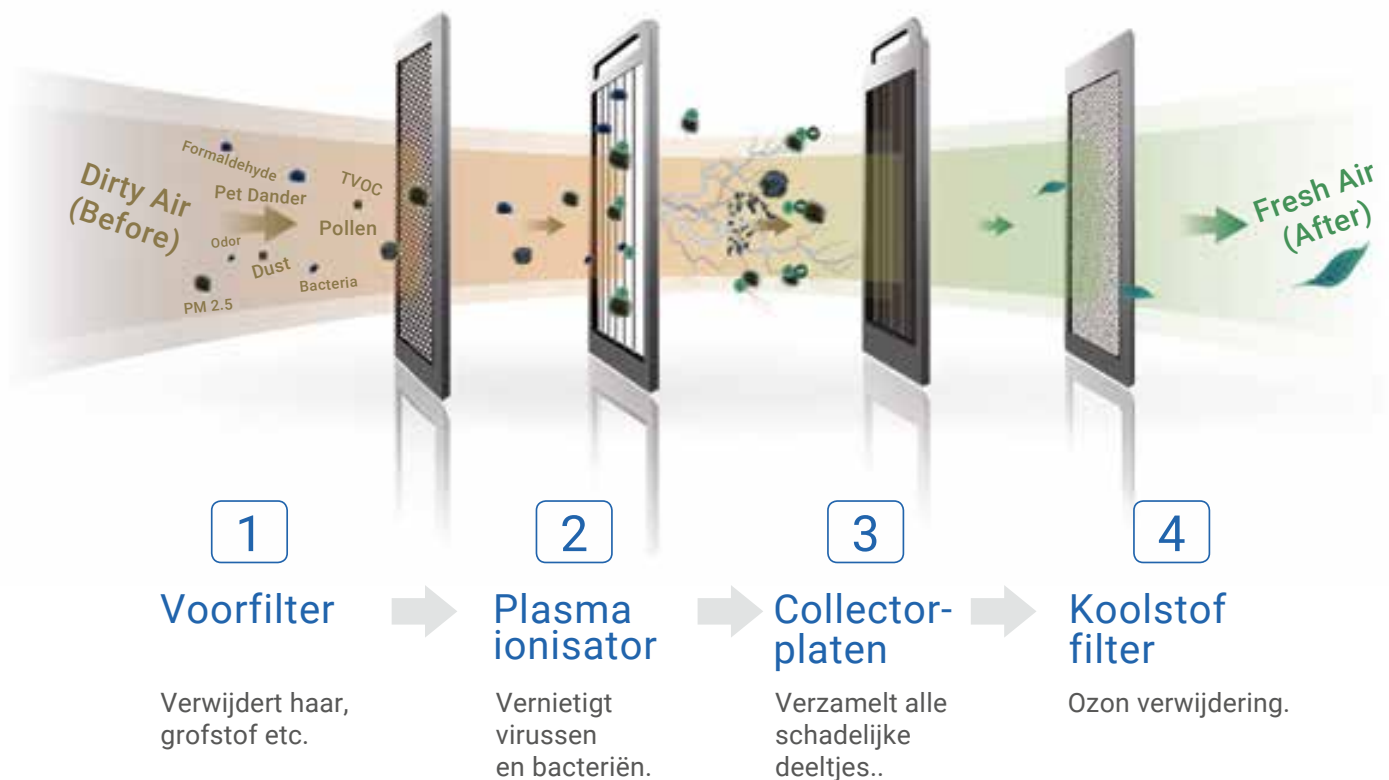 Formaldehyde
TVOC
Dirty Air
(Before)
Pet Dander
Pollen
Odor
Dust
Bacteria
PM 2.5
Fresh Air
(After)
1
2
3
4
Voorfilter
Plasma
ionisator
Collector-
platen
Koolstof
filter
Verwijdert haar,
grofstof etc.
Vernietigt
virussen
en bacteriën.
Verzamelt alle
schadelijke
deeltjes..
Ozon verwijdering.